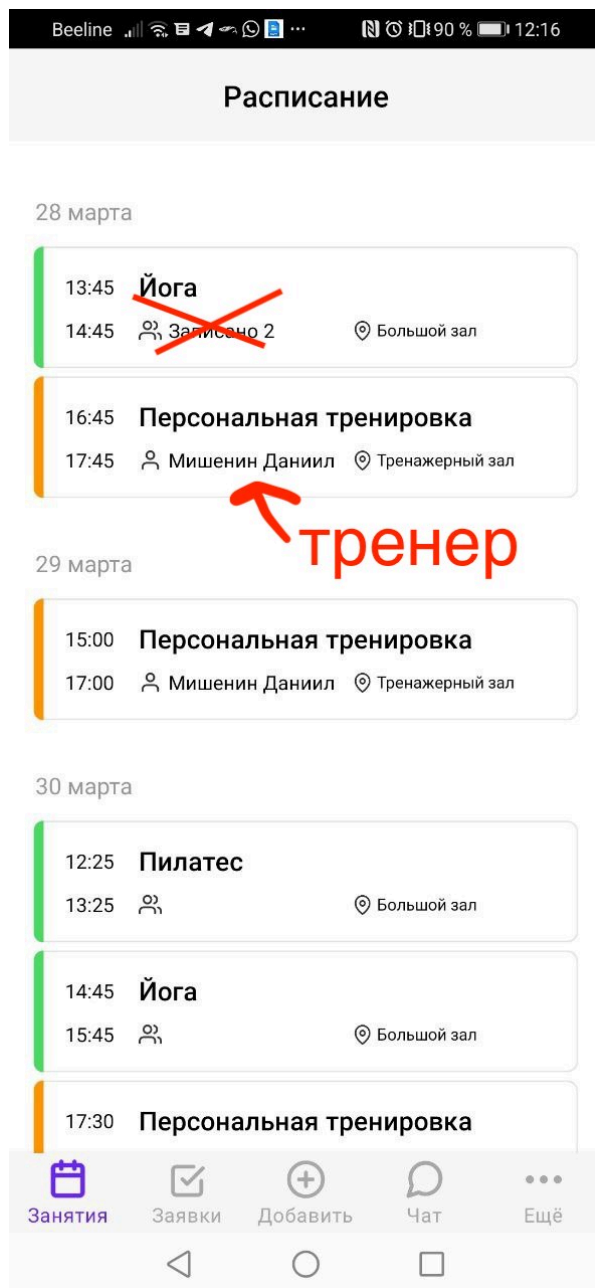 Beeline 90 % 12:16
Расписание
28 марта
13:45 Йога
14:45 Записано 2 Большой зал
16:45 Персональная тренировка
17:45 Мишенин Даниил Тренажерный зал
тренер
29 марта
15:00 Персональная тренировка
17:00 Мишенин Даниил Тренажерный зал
30 марта
12:25 Пилатес
13:25 Большой зал
14:45 Йога
15:45 Большой зал
17:30 Персональная тренировка
Занятия Заявки Добавить Чат Ещё